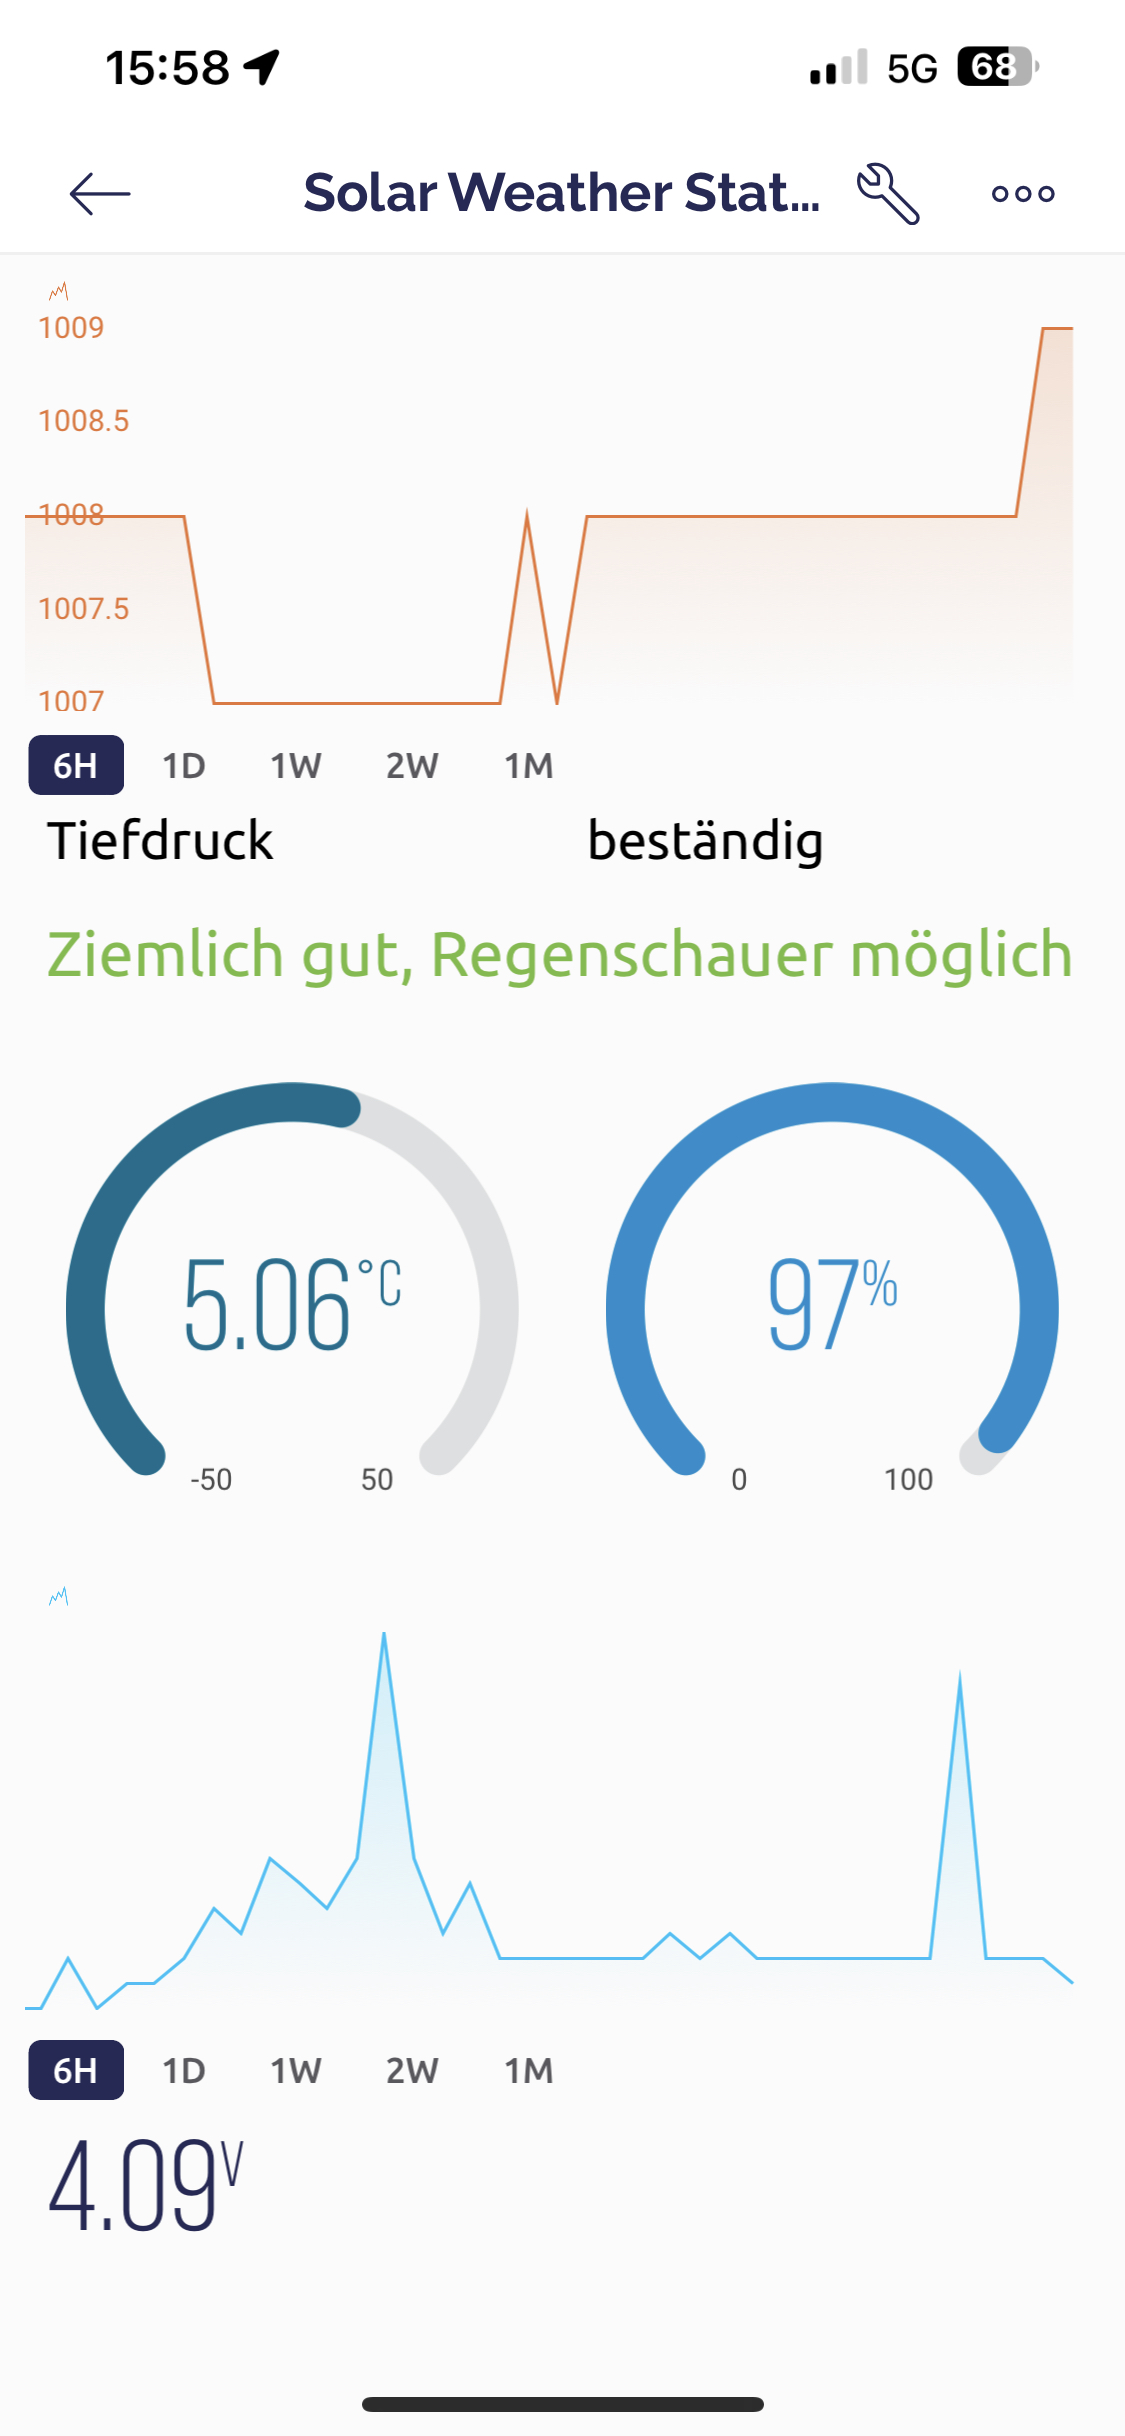 15:58
5G 68
Solar Weather Stat...
1009
1008.5
1008
1007.5
1007
6H 1D 1W 2W 1M
Tiefdruck beständig
Ziemlich gut, Regenschauer möglich
5.06°C 97%
-50 50 0 100
6H 1D 1W 2W 1M
4.09V